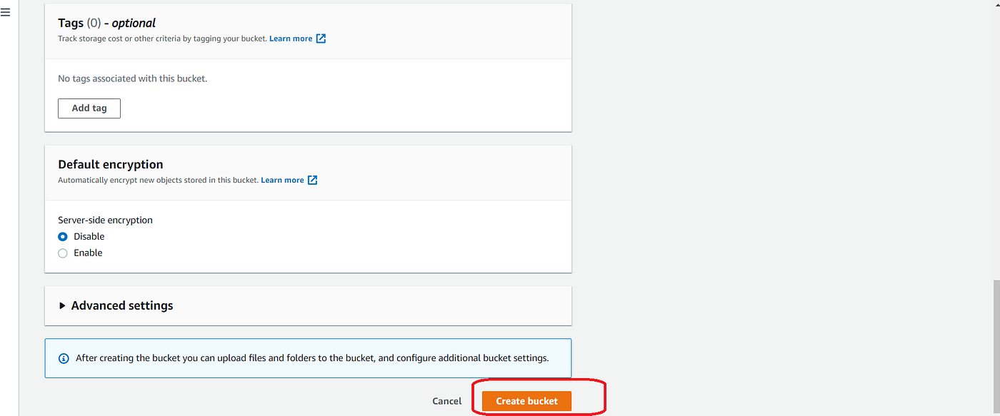 Tags (0) - optional
Track storage cost or other criteria by tagging your bucket. Learn more
No tags associated with this bucket.
Add tag
Default encryption
Automatically encrypt new objects stored in this bucket. Learn more
Server-side encryption
Disable
Enable
Advanced settings
After creating the bucket you can upload files and folders to the bucket, and configure additional bucket settings.
Cancel Create bucket